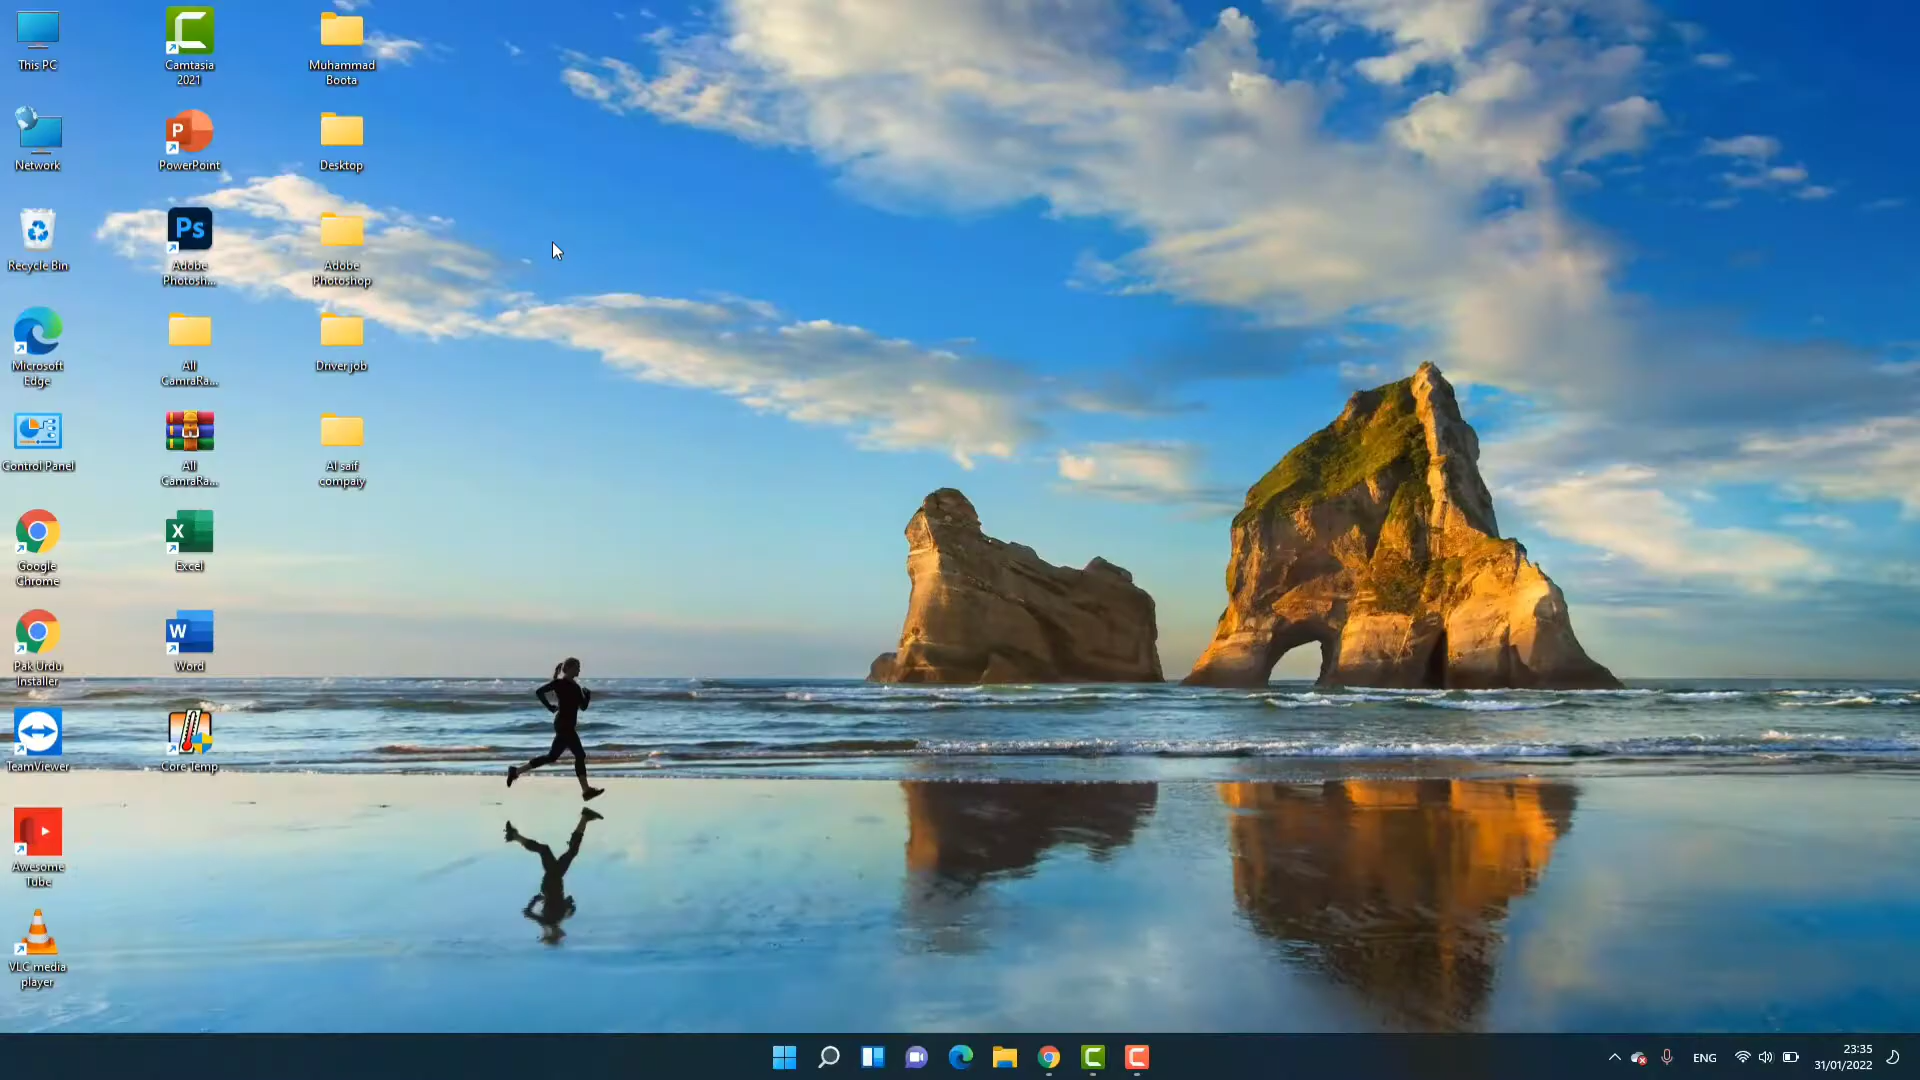 This PC
Network
Recycle Bin
Microsoft
Edge
Control Panel
Google
Chrome
Pak Urdu
Installer
TeamViewer
Awesome
Tube
VLC media
player
Camtasia
2021
P
PowerPoint
Ps
Adobe
Photosh...
All
CamraRa...
All
CamraRa...
X
Excel
W
Word
Core Temp
Muhammad
Boota
Desktop
Adobe
Photoshop
Driver job
Al saif
compaiy
ENG
23:35
31/01/2022